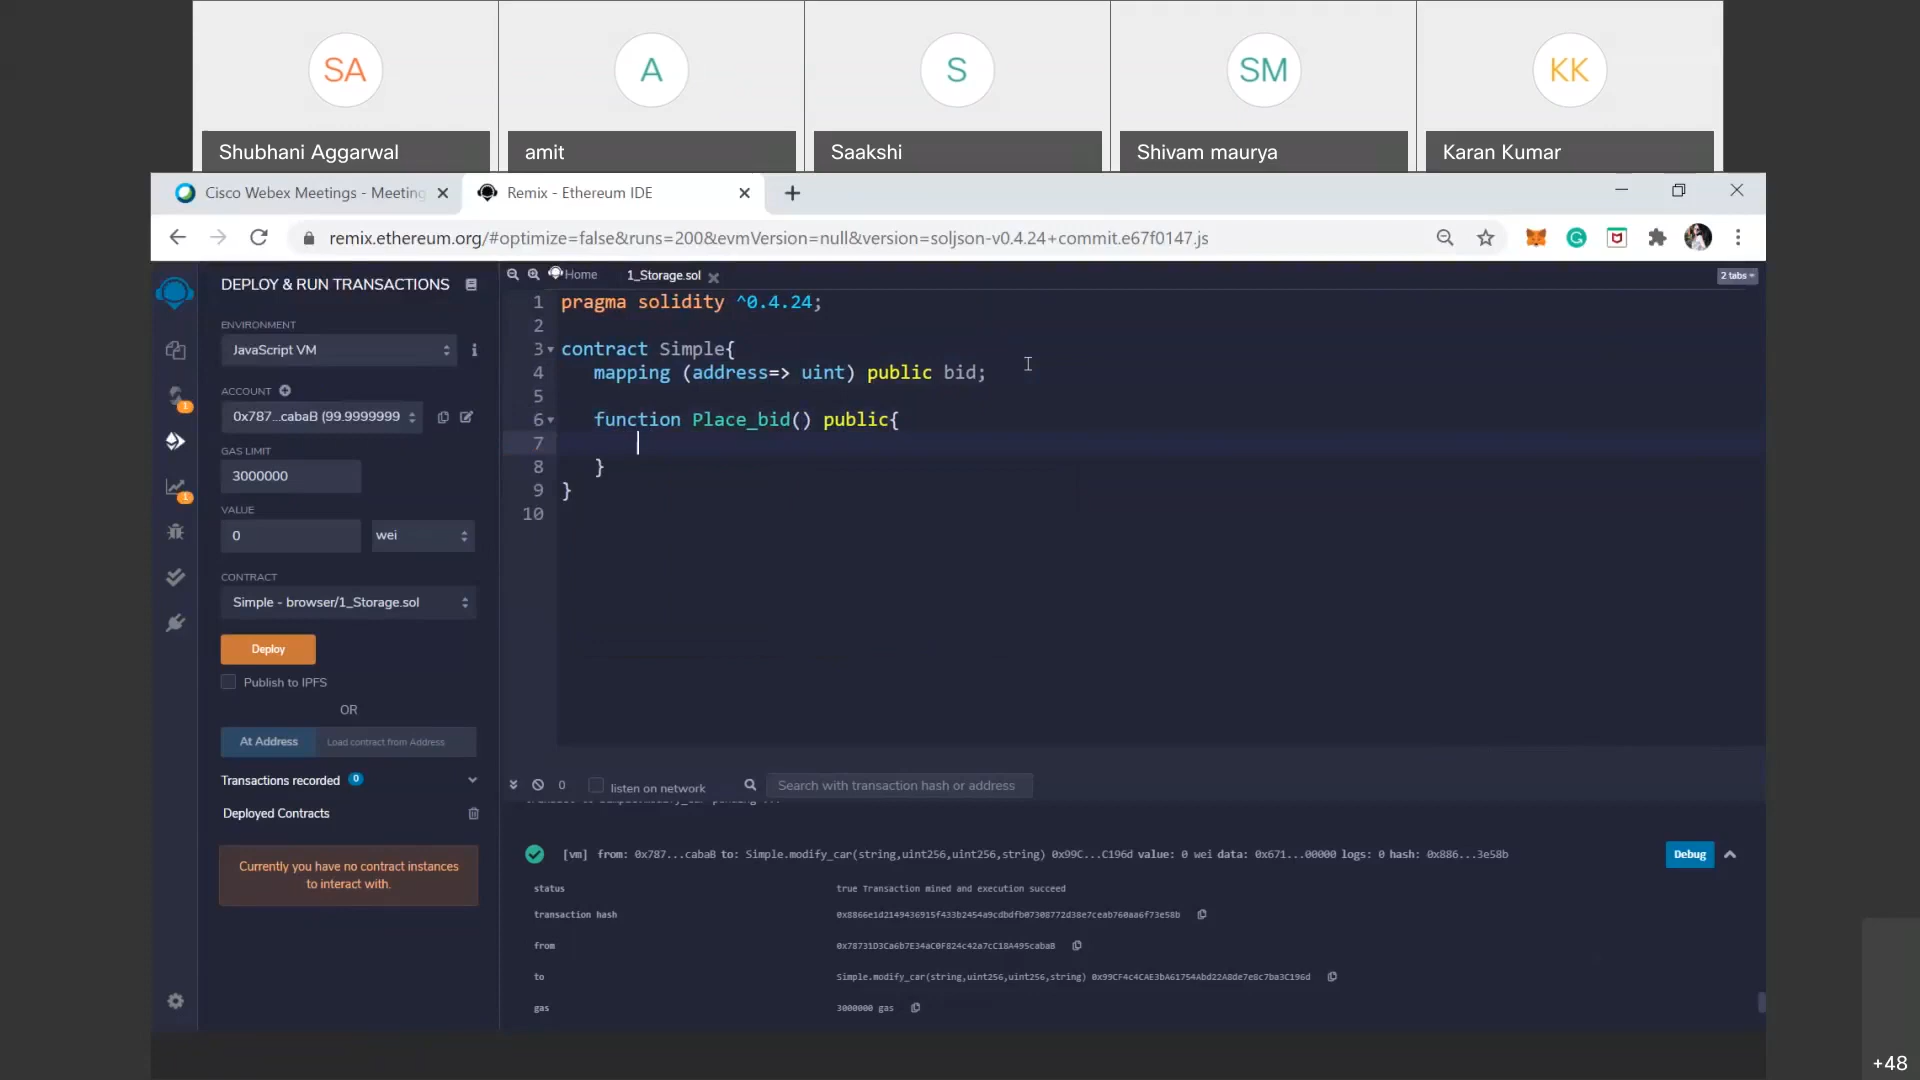 SA
A
S
SM
KK
Shubhani Aggarwal
amit
Saakshi
Shivam maurya
Karan Kumar
Cisco Webex Meetings - Meeting
Remix - Ethereum IDE
remix.ethereum.org/#optimize=false&runs=200&evmVersion=null&version=soljson-v0.4.24+commit.e67f0147.js
DEPLOY & RUN TRANSACTIONS
ENVIRONMENT
JavaScript VM
ACCOUNT
0x787...cabaB (99.9999999
GAS LIMIT
3000000
VALUE
0
wei
CONTRACT
Simple - browser/1_Storage.sol
Deploy
Publish to IPFS
OR
At Address
Load contract from Address
Transactions recorded 0
Deployed Contracts
Currently you have no contract instances
to interact with.
1
1
Home
1_Storage.sol
2 tabs
1 pragma solidity ^0.4.24;
2
3 contract Simple{
4 mapping (address=> uint) public bid;
5
6 function Place_bid() public{
7
8 }
9 }
10
0
listen on network
Search with transaction hash or address
[vm] from: 0x787...cabaB to: Simple.modify_car(string,uint256,uint256,string) 0x99C...C196d value: 0 wei data: 0x671...00000 logs: 0 hash: 0x886...3e58b
Debug
status
true Transaction mined and execution succeed
transaction hash
0x8866e1d2149436915f433b2454a9cdbdfb07308772d38e7ceab760aa6f73e58b
from
0x78731D3Ca6b7E34aC0F824c42a7cC18A495cabaB
to
Simple.modify_car(string,uint256,uint256,string) 0x99CF4c4CAE3bA61754Abd22A8de7e8c7ba3C196d
gas
3000000 gas
+48